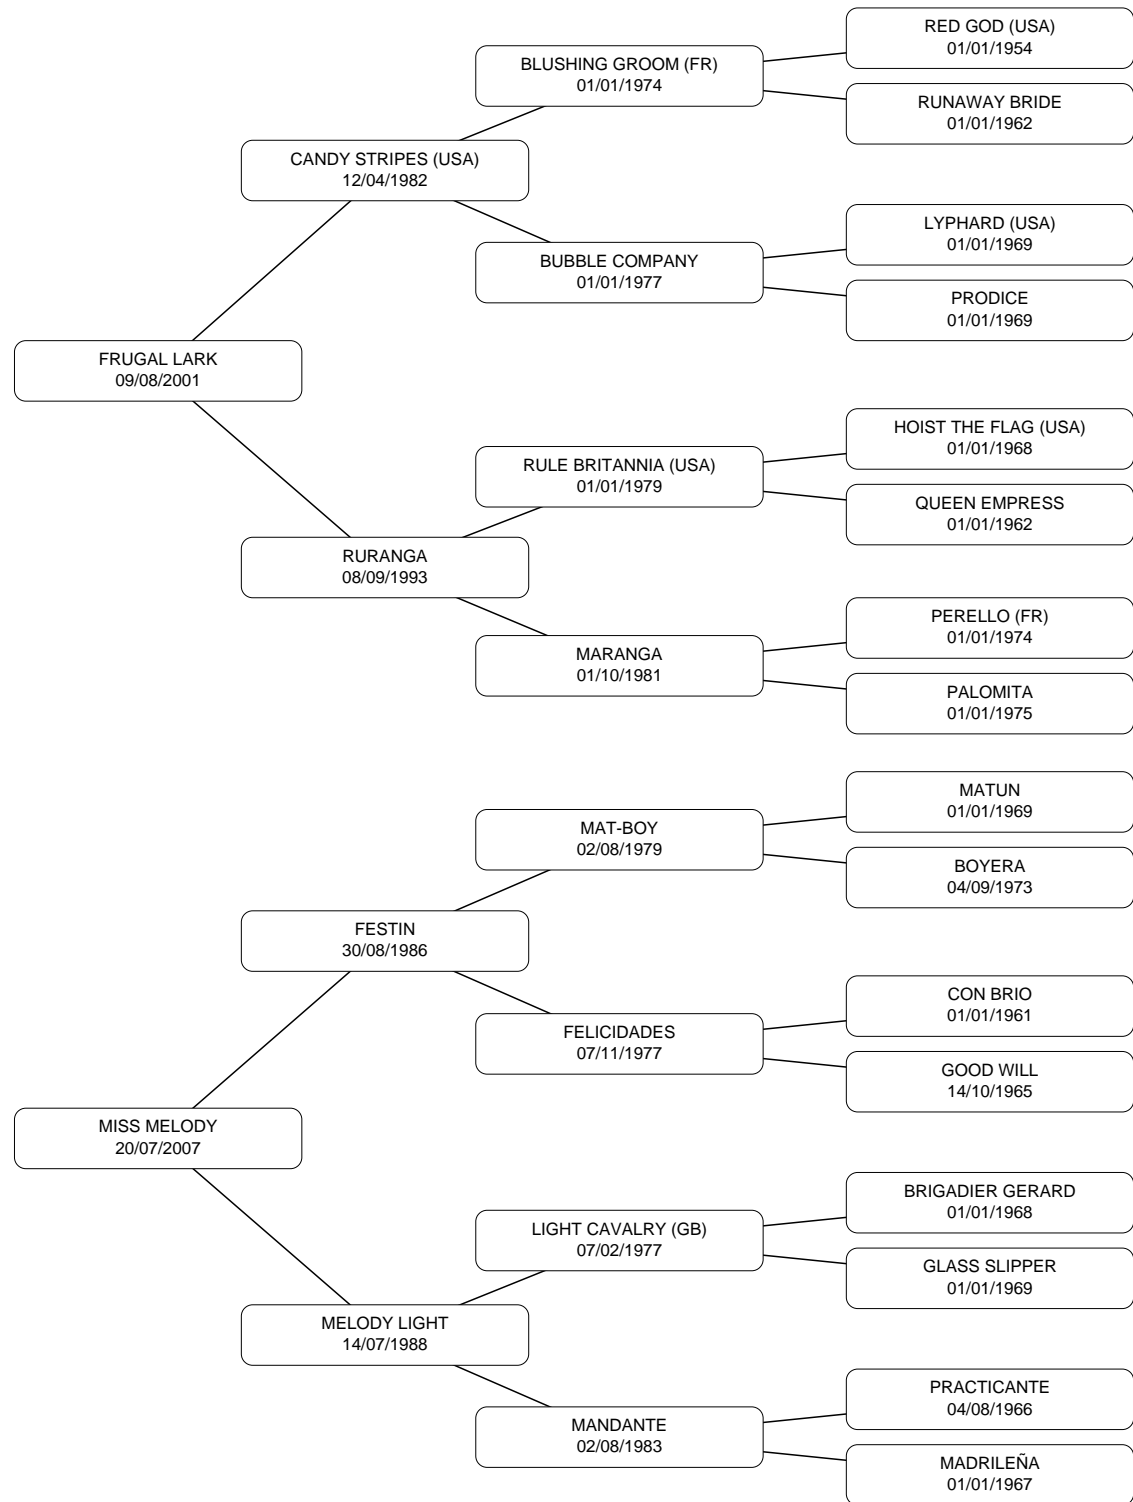 RED GOD (USA)
01/01/1954
BLUSHING GROOM (FR)
01/01/1974
RUNAWAY BRIDE
01/01/1962
CANDY STRIPES (USA)
12/04/1982
LYPHARD (USA)
01/01/1969
BUBBLE COMPANY
01/01/1977
PRODICE
01/01/1969
FRUGAL LARK
09/08/2001
HOIST THE FLAG (USA)
01/01/1968
RULE BRITANNIA (USA)
01/01/1979
QUEEN EMPRESS
01/01/1962
RURANGA
08/09/1993
PERELLO (FR)
01/01/1974
MARANGA
01/10/1981
PALOMITA
01/01/1975
MATUN
01/01/1969
MAT-BOY
02/08/1979
BOYERA
04/09/1973
FESTIN
30/08/1986
CON BRIO
01/01/1961
FELICIDADES
07/11/1977
GOOD WILL
14/10/1965
MISS MELODY
20/07/2007
BRIGADIER GERARD
01/01/1968
LIGHT CAVALRY (GB)
07/02/1977
GLASS SLIPPER
01/01/1969
MELODY LIGHT
14/07/1988
PRACTICANTE
04/08/1966
MANDANTE
02/08/1983
MADRILEÑA
01/01/1967